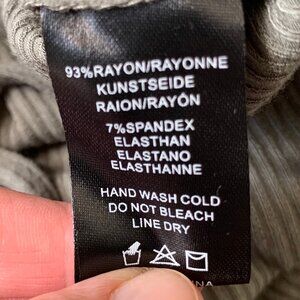 93%RAYON/RAYONNE
KUNSTSEIDE
RAION/RAYÓN
7%SPANDEX
ELASTHAN
ELASTANO
ELASTHANNE
HAND WASH COLD
DO NOT BLEACH
LINE DRY